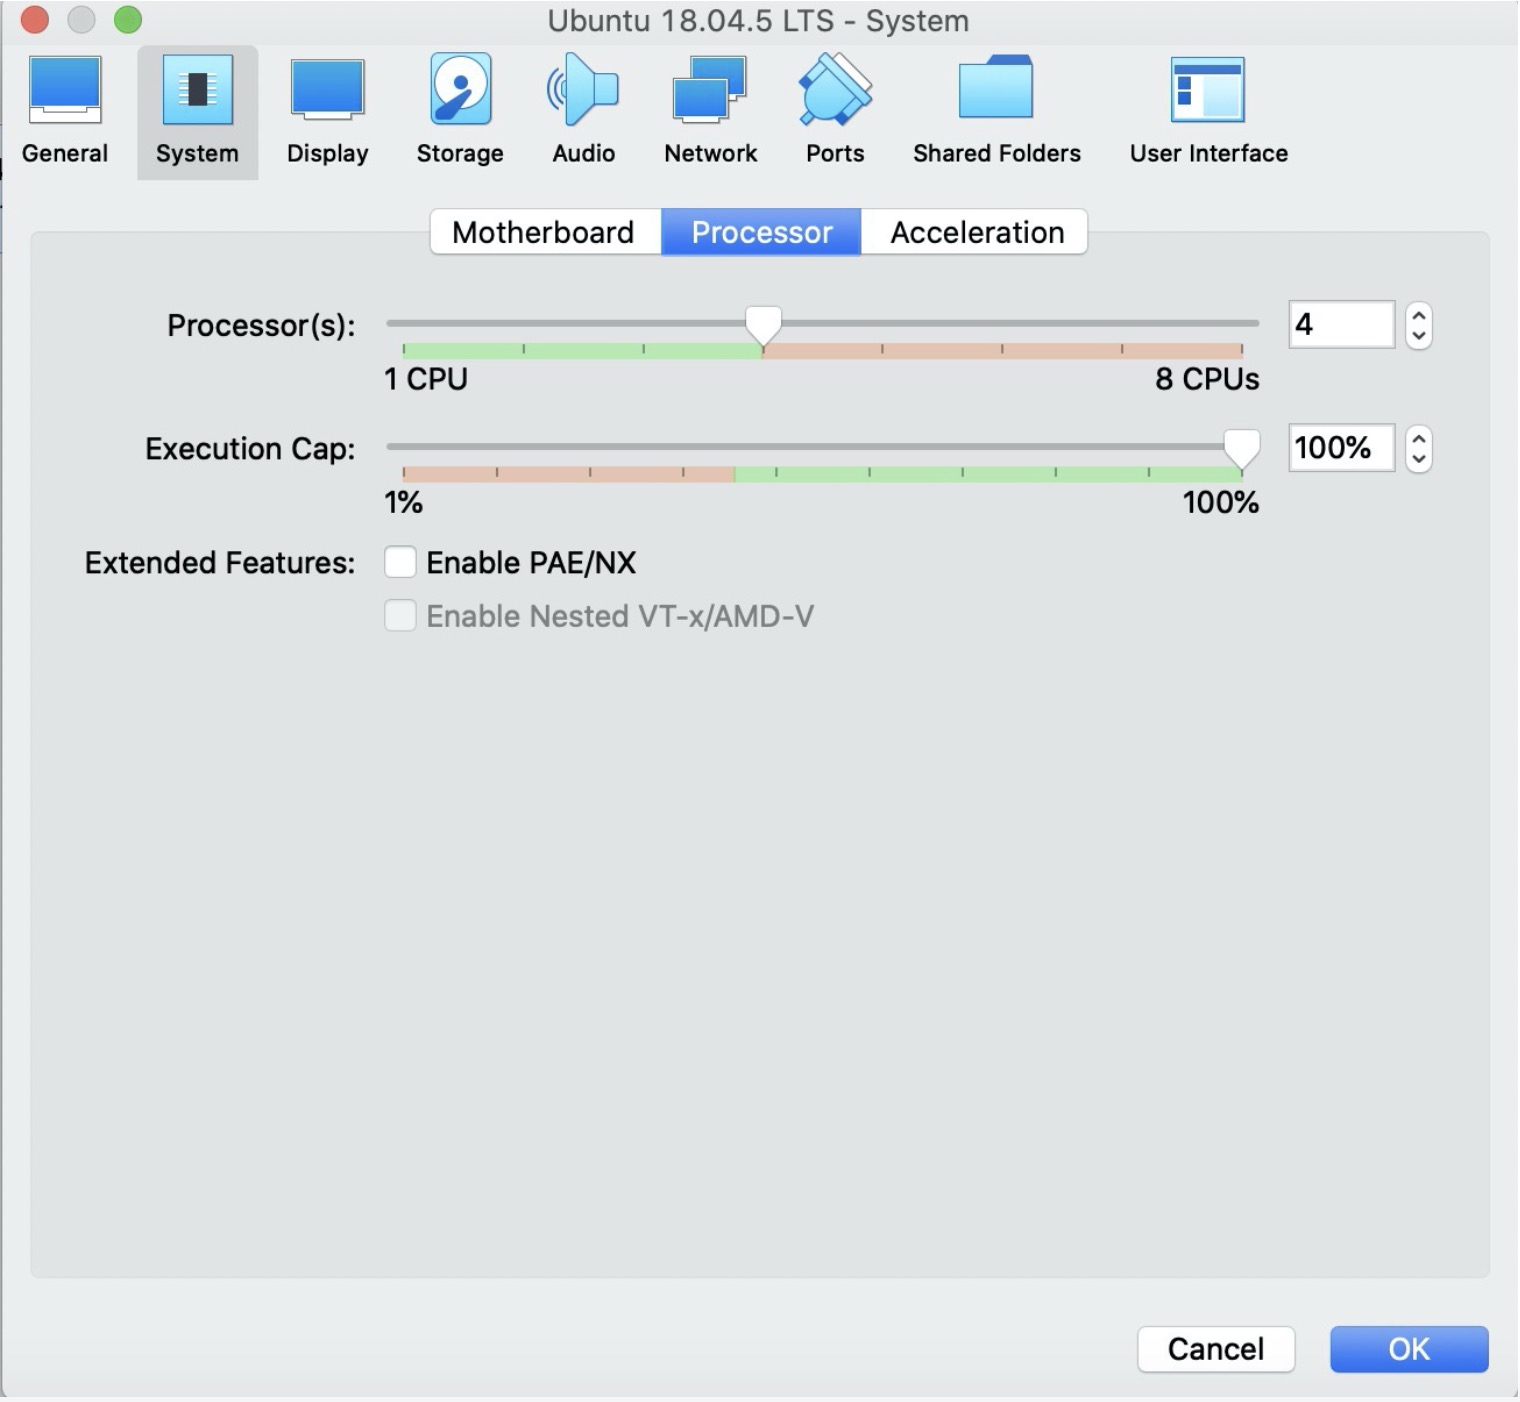 Ubuntu 18.04.5 LTS - System
General System Display Storage Audio Network Ports Shared Folders User Interface
Motherboard Processor Acceleration
Processor(s): 4
1 CPU 8 CPUs
Execution Cap: 100%
1% 100%
Extended Features: Enable PAE/NX
Enable Nested VT-x/AMD-V
Cancel OK